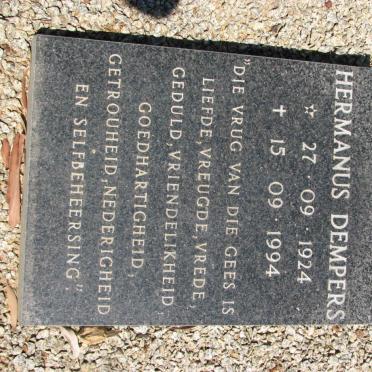 HERMANUS DEMPERS
☆ 27·09·1924
✝ 15·09·1994
"DIE VRUG VAN DIE GEES IS
LIEFDE, VREUGDE, VREDE,
GEDULD, VRIENDELIKHEID,
GOEDHARTIGHEID,
GETROUHEID, NEDERIGHEID
EN SELFBEHEERSING".